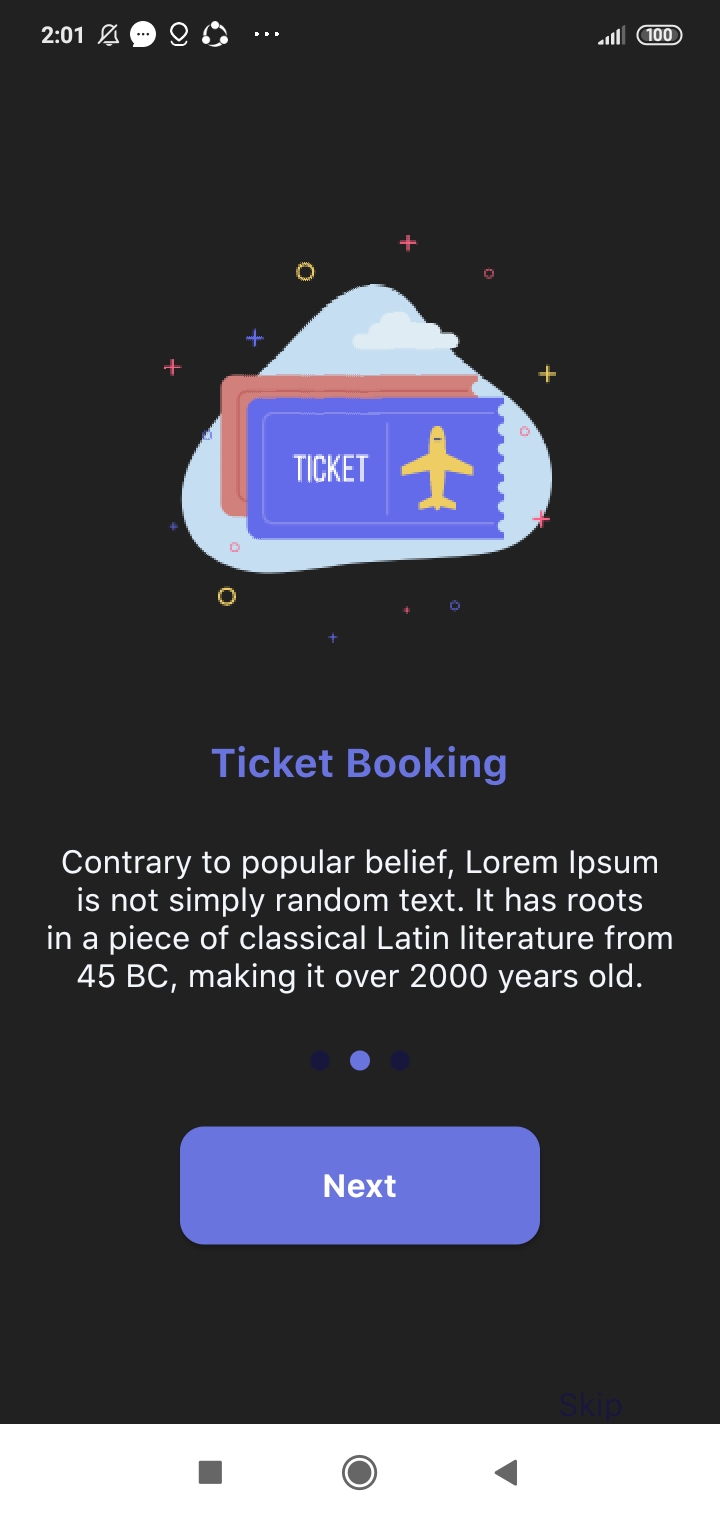 2:01
100
TICKET
Ticket Booking
Contrary to popular belief, Lorem Ipsum
is not simply random text. It has roots
in a piece of classical Latin literature from
45 BC, making it over 2000 years old.
Next
Skip